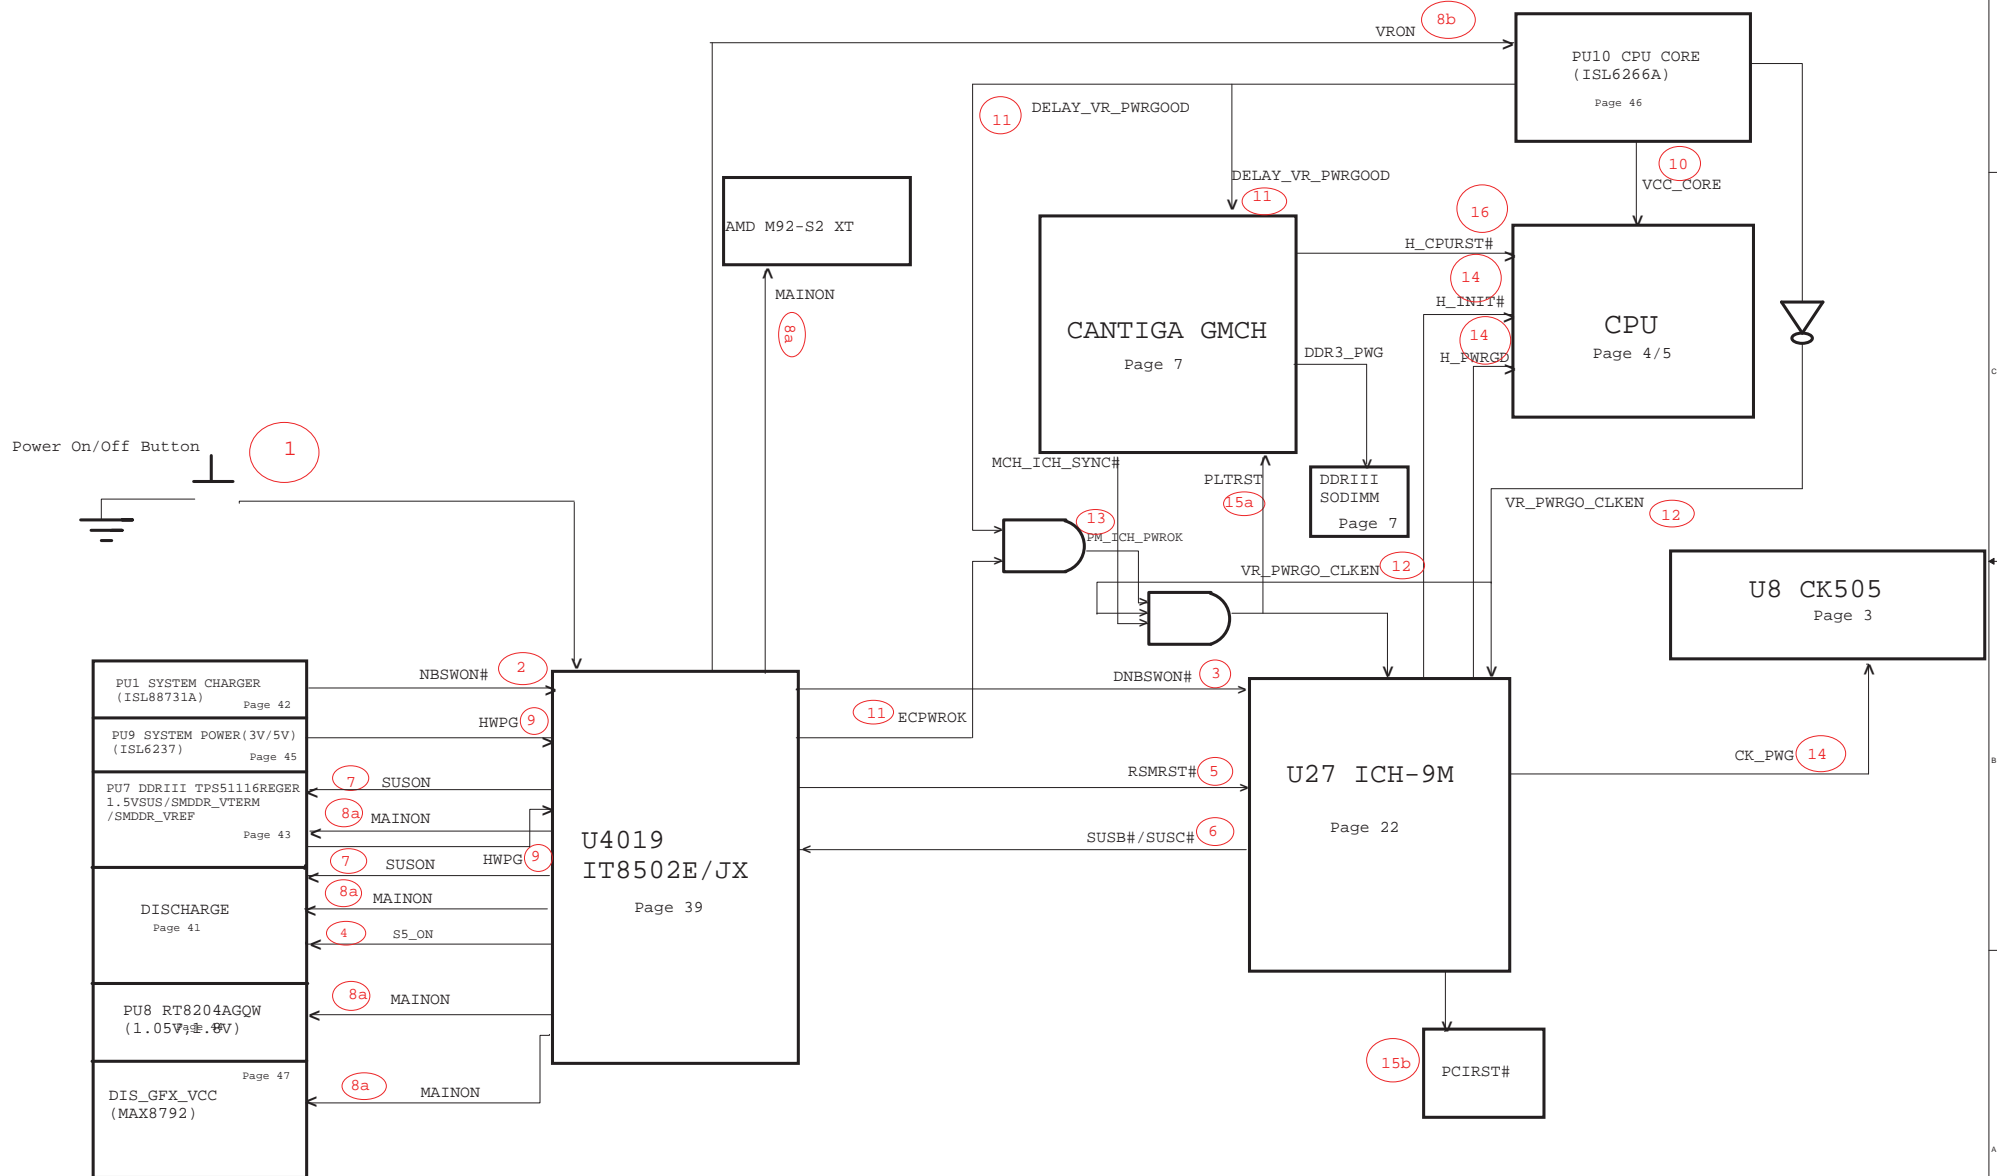 VRON
8b
PU10 CPU CORE
(ISL6266A)
Page 46
11
DELAY_VR_PWRGOOD
DELAY_VR_PWRGOOD
11
10
VCC_CORE
AMD M92-S2 XT
MAINON
8a
16
H_CPURST#
14
H_INIT#
14
H_PWRGD
CANTIGA GMCH
Page 7
CPU
Page 4/5
DDR3_PWG
Power On/Off Button
1
MCH_ICH_SYNC#
PLTRST
15a
DDRIII
SODIMM
Page 7
VR_PWRGO_CLKEN
12
13
PM_ICH_PWROK
VR_PWRGO_CLKEN
12
U8 CK505
Page 3
PU1 SYSTEM CHARGER
(ISL88731A)
Page 42
NBSWON#
2
DNBSWON#
3
HWPG
9
11
ECPWROK
PU9 SYSTEM POWER(3V/5V)
(ISL6237)
Page 45
PU7 DDRIII TPS51116REGER
1.5VSUS/SMDDR_VTERM
/SMDDR_VREF
Page 43
7
SUSON
8a
MAINON
HWPG
9
RSMRST#
5
U27 ICH-9M
Page 22
CK_PWG
14
SUSB#/SUSC#
6
U4019
IT8502E/JX
Page 39
7
SUSON
8a
MAINON
DISCHARGE
Page 41
4
S5_ON
8a
MAINON
PU8 RT8204AGQW
(1.05V,1.8V)
Page 47
DIS_GFX_VCC
(MAX8792)
8a
MAINON
15b
PCIRST#
C
B
A